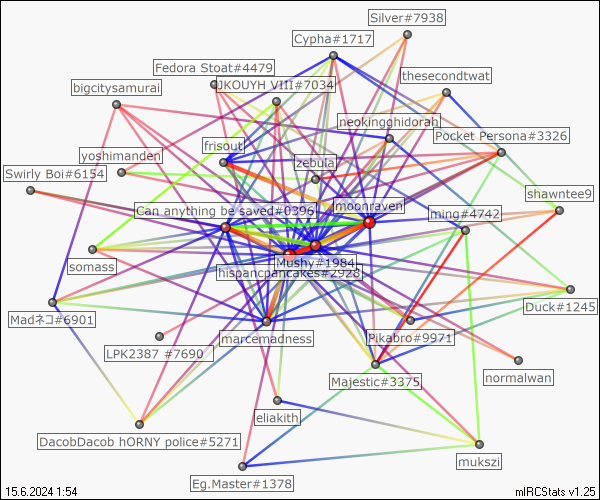 Silver#7938
Cypha#1717
Fedora Stoat#4479
thesecondtwat
bigcitysamurai
JKOUYH VIII#7034
neokingghidorah
Pocket Persona#3326
frisout
yoshimanden
zebula
Swirly Boi#6154
shawntee9
moonraven
Can anything be saved#0396
ming#4742
Mushy#1984
somass
hispancpancakes#2928
Duck#1245
Madネコ#6901
marcemadness
Pikabro#9971
LPK2387 #7690
normalwan
Majestic#3375
eliakith
DacobDacob hORNY police#5271
mukszi
Eg.Master#1378
15.6.2024 1:54
mIRCStats v1.25